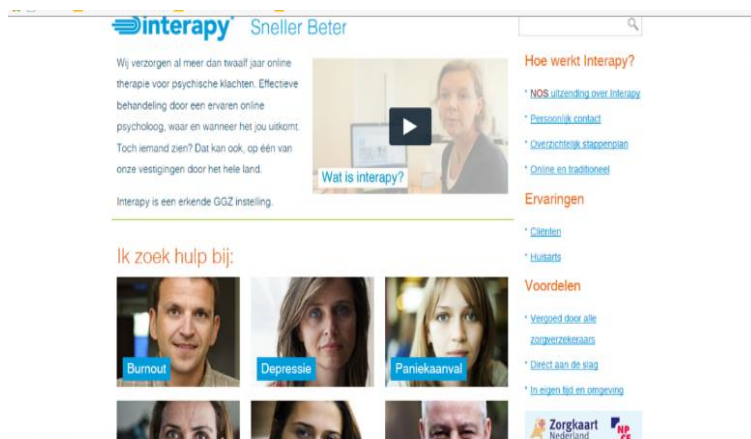 interapy Sneller Beter
Wij verzorgen al meer dan twaalf jaar online
therapie voor psychische klachten. Effectieve
behandeling door een ervaren online
psycholoog, waar en wanneer het jou uitkomt.
Toch iemand zien? Dat kan ook, op één van
onze vestigingen door het hele land.
Interapy is een erkende GGZ instelling.
Wat is interapy?
Ik zoek hulp bij:
Burnout
Depressie
Paniekaanval
Hoe werkt Interapy?
NOS uitzending over Interapy
Persoonlijk contact
Overzichtelijk stappenplan
Online en traditioneel
Ervaringen
Cliënten
Huisarts
Voordelen
Vergoed door alle
zorgverzekeraars
Direct aan de slag
In eigen tijd en omgeving
Zorgkaart
Nederland